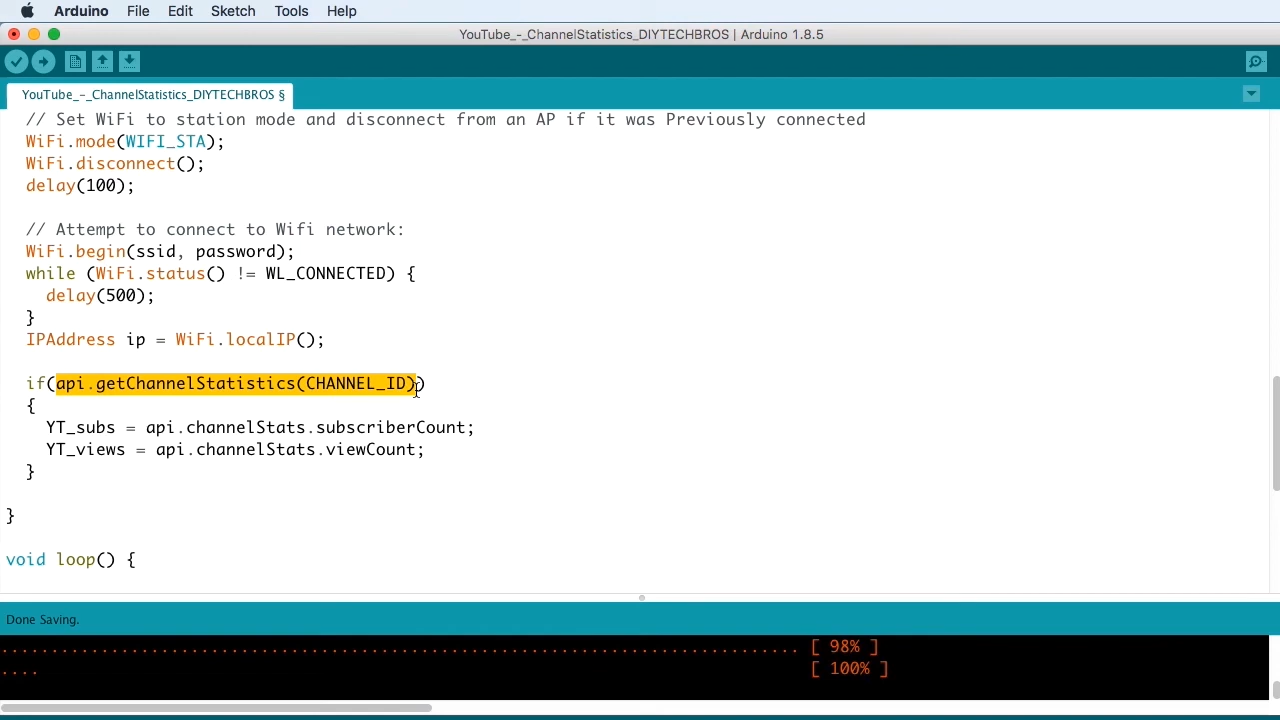 Arduino File Edit Sketch Tools Help
YouTube_-_ChannelStatistics_DIYTECHBROS | Arduino 1.8.5
YouTube_-_ChannelStatistics_DIYTECHBROS §
// Set WiFi to station mode and disconnect from an AP if it was Previously connected
WiFi.mode(WIFI_STA);
WiFi.disconnect();
delay(100);
// Attempt to connect to Wifi network:
WiFi.begin(ssid, password);
while (WiFi.status() != WL_CONNECTED) {
delay(500);
}
IPAddress ip = WiFi.localIP();
if(api.getChannelStatistics(CHANNEL_ID))
{
YT_subs = api.channelStats.subscriberCount;
YT_views = api.channelStats.viewCount;
}
}
void loop() {
Done Saving.
................................................................................ [ 98% ]
.... [ 100% ]